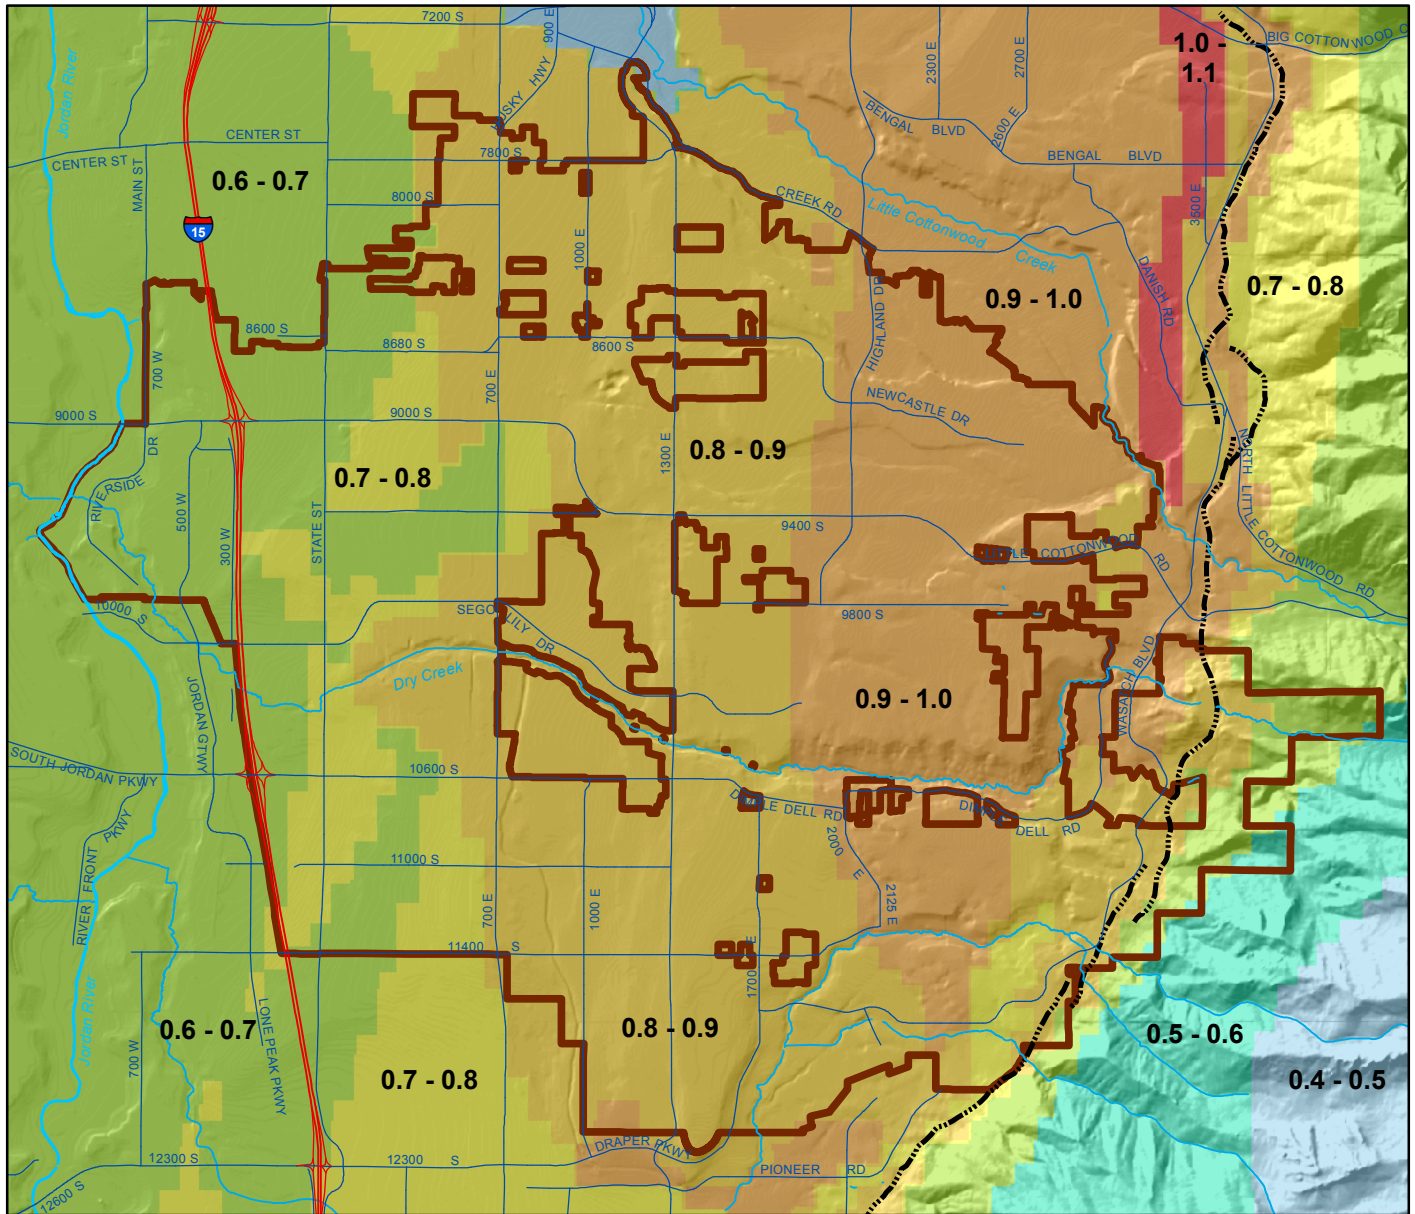 7200 S
900 E
HUSKY HWY
2300 E
2700 E
1.0 -
1.1
Jordan River
BENGAL BLVD
2600 E
CENTER ST
CENTER ST
MAIN ST
7800 S
BENGAL BLVD
0.6 - 0.7
8000 S
CREEK RD
Little Cottonwood
Creek
3500 E
15
1000 E
DANISH RD
0.7 - 0.8
0.9 - 1.0
HIGHLAND DR
8600 S
8680 S
8600 S
700 W
700 E
NEWCASTLE DR
9000 S
9000 S
DR
RIVERSIDE
1300 E
0.8 - 0.9
NORTH LITTLE COTTONWOOD RD
0.7 - 0.8
500 W
300 W
STATE ST
9400 S
COTTONWOOD
RD
10000 S
SEGO LILY DR
9800 S
Dry Creek
0.9 - 1.0
WASATCH BLVD
JORDAN GTWY
SOUTH JORDAN PKWY
10600 S
DIMPLE DELL RD
DELL RD
RIVER FRONT PKWY
2000 E
11000 S
700 E
1000 E
2125 E
11400 S
1700 E
Jordan River
0.6 - 0.7
LONE PEAK PKWY
0.8 - 0.9
0.5 - 0.6
700 W
0.7 - 0.8
0.4 - 0.5
DRAPER PKWY
12300 S
12300 S
PIONEER RD
12600 S